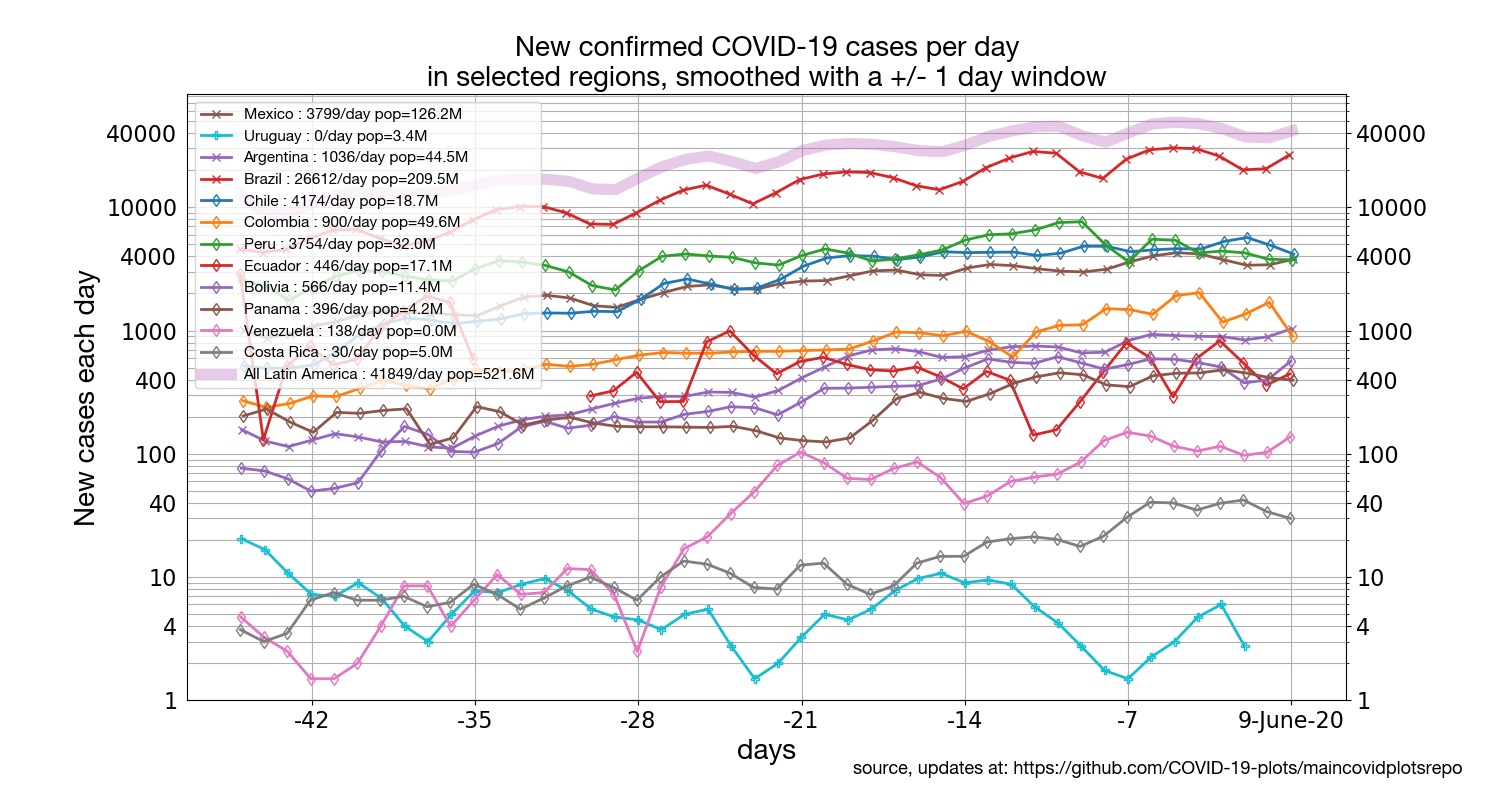 New confirmed COVID-19 cases per day
in selected regions, smoothed with a +/- 1 day window
Mexico : 3799/day pop=126.2M
Uruguay : 0/day pop=3.4M
Argentina : 1036/day pop=44.5M
Brazil : 26612/day pop=209.5M
Chile : 4174/day pop=18.7M
Colombia : 900/day pop=49.6M
Peru : 3754/day pop=32.0M
Ecuador : 446/day pop=17.1M
Bolivia : 566/day pop=11.4M
Panama : 396/day pop=4.2M
Venezuela : 138/day pop=0.0M
Costa Rica : 30/day pop=5.0M
All Latin America : 41849/day pop=521.6M
New cases each day
40000
10000
4000
1000
400
100
40
10
4
1
40000
10000
4000
1000
400
100
40
10
4
1
-42 -35 -28 -21 -14 -7 9-June-20
days
source, updates at: https://github.com/COVID-19-plots/maincovidplotsrepo